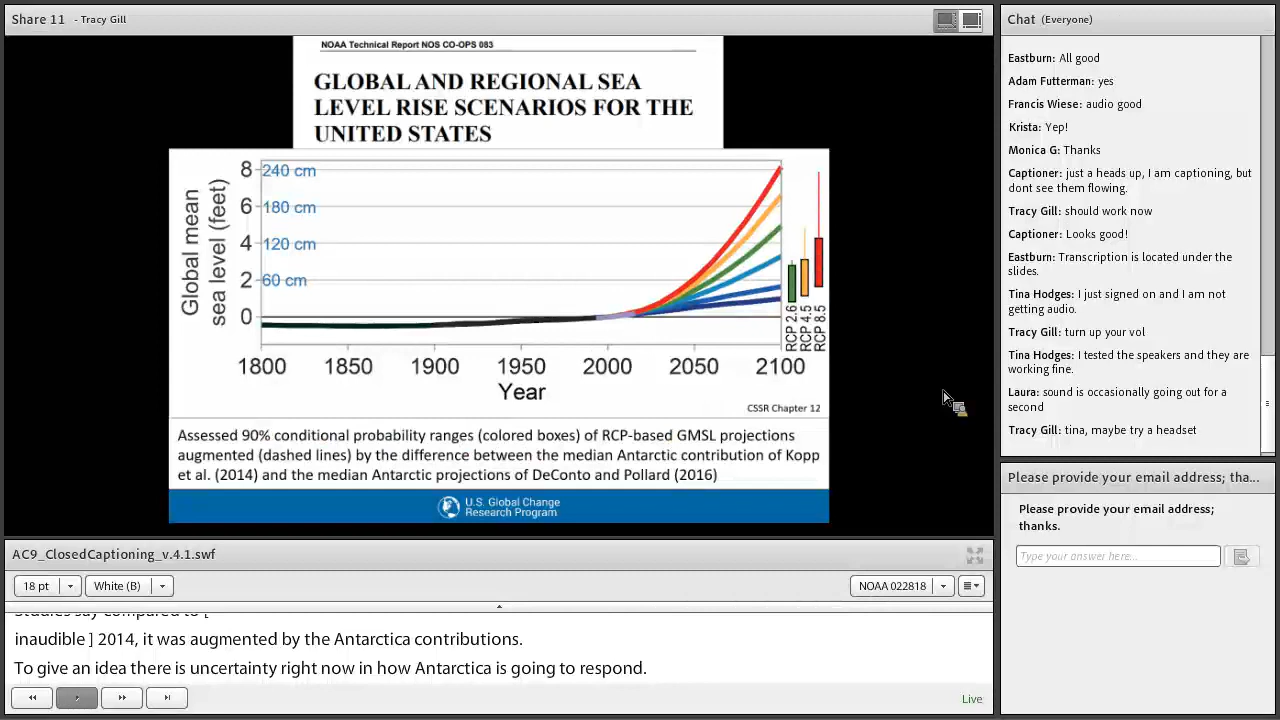 Share 11 - Tracy Gill
NOAA Technical Report NOS CO-OPS 083
GLOBAL AND REGIONAL SEA
LEVEL RISE SCENARIOS FOR THE
UNITED STATES
Global mean
sea level (feet)
8
6
4
2
0
240 cm
180 cm
120 cm
60 cm
RCP 2.6
RCP 4.5
RCP 8.5
1800 1850 1900 1950 2000 2050 2100
Year
CSSR Chapter 12
Assessed 90% conditional probability ranges (colored boxes) of RCP-based GMSL projections
augmented (dashed lines) by the difference between the median Antarctic contribution of Kopp
et al. (2014) and the median Antarctic projections of DeConto and Pollard (2016)
U.S. Global Change
Research Program
AC9_ClosedCaptioning_v.4.1.swf
18 pt White (B) NOAA 022818
Studies say compared to [
inaudible ] 2014, it was augmented by the Antarctica contributions.
To give an idea there is uncertainty right now in how Antarctica is going to respond.
Live
Chat (Everyone)
Eastburn: All good
Adam Futterman: yes
Francis Wiese: audio good
Krista: Yep!
Monica G: Thanks
Captioner: just a heads up, I am captioning, but
dont see them flowing.
Tracy Gill: should work now
Captioner: Looks good!
Eastburn: Transcription is located under the
slides.
Tina Hodges: I just signed on and I am not
getting audio.
Tracy Gill: turn up your vol
Tina Hodges: I tested the speakers and they are
working fine.
Laura: sound is occasionally going out for a
second
Tracy Gill: tina, maybe try a headset
Please provide your email address; tha...
Please provide your email address;
thanks.
Type your answer here...